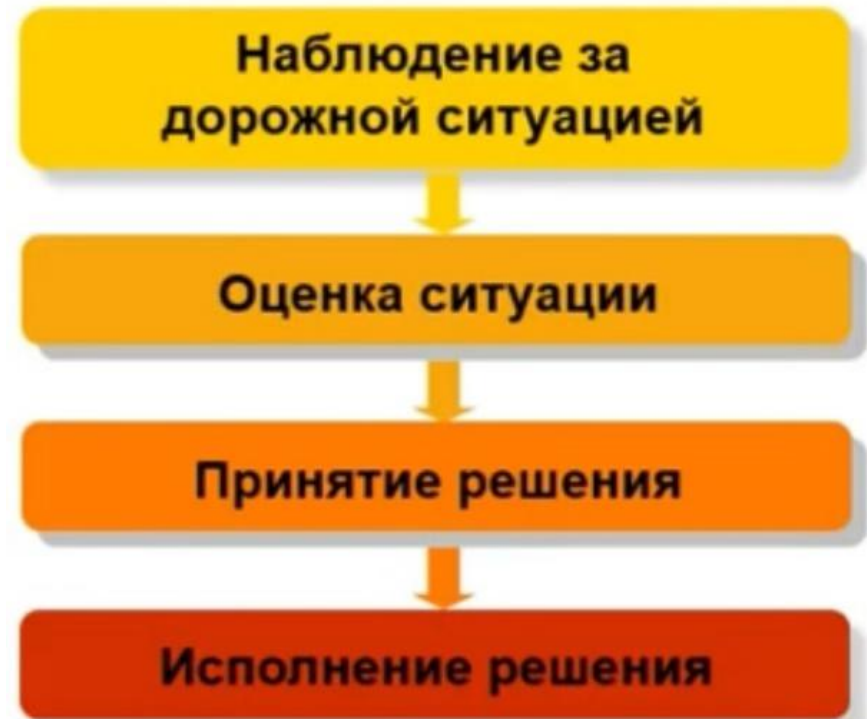 Наблюдение за
дорожной ситуацией
Оценка ситуации
Принятие решения
Исполнение решения